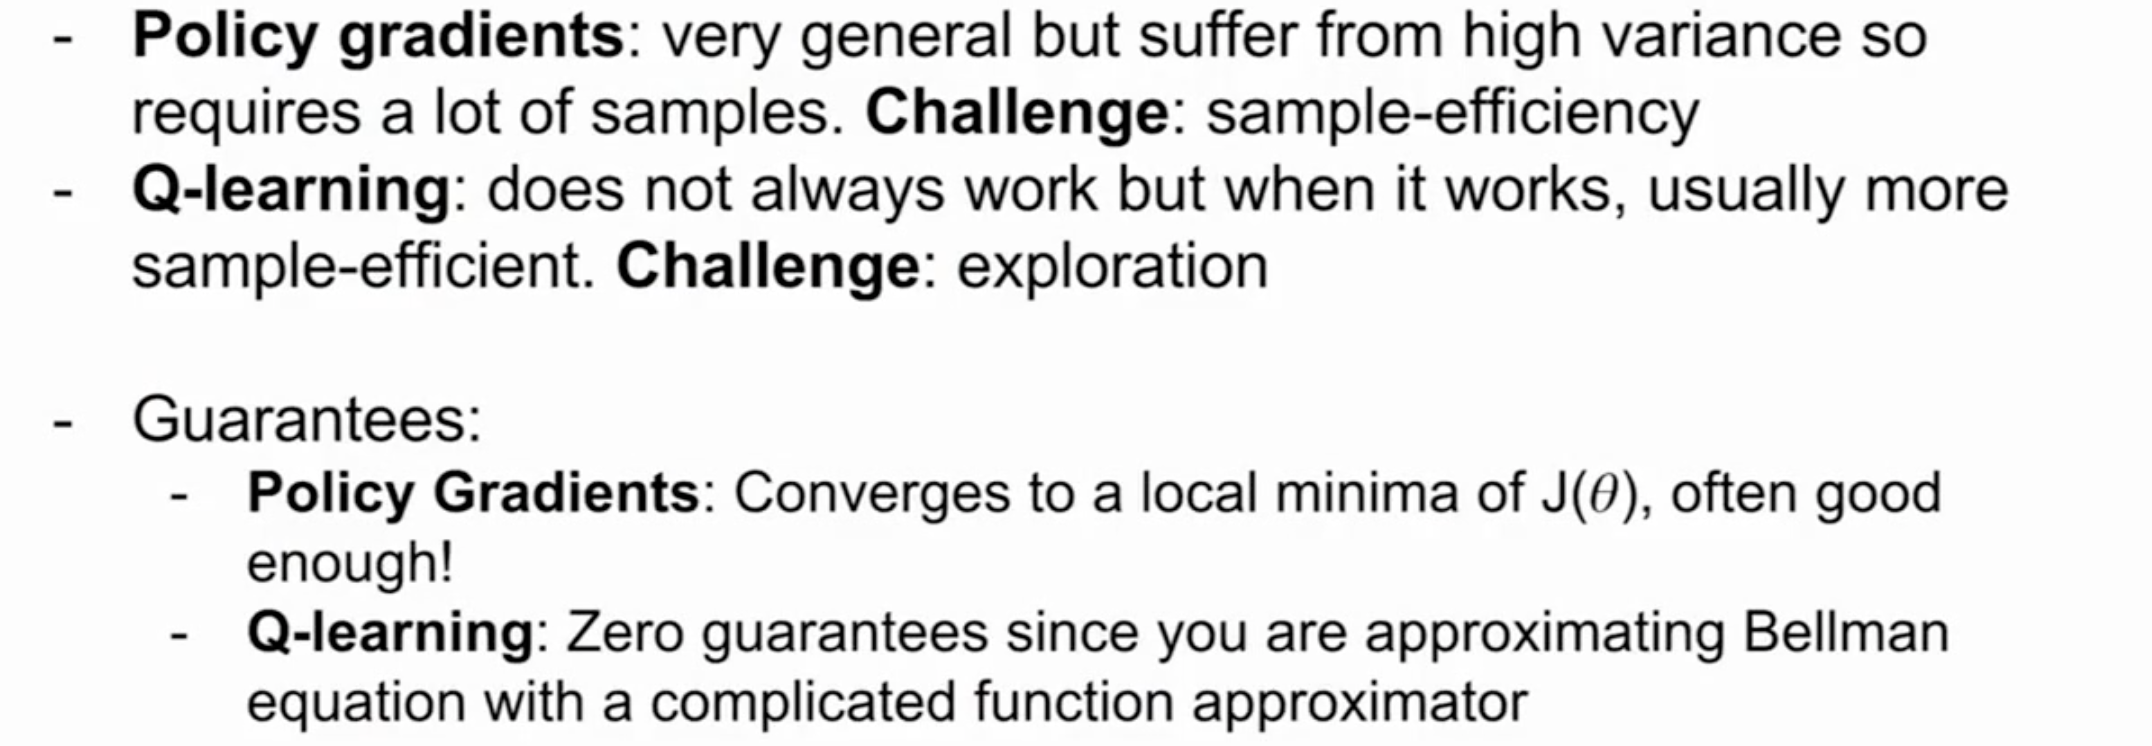 - Policy gradients: very general but suffer from high variance so
requires a lot of samples. Challenge: sample-efficiency
- Q-learning: does not always work but when it works, usually more
sample-efficient. Challenge: exploration
- Guarantees:
- Policy Gradients: Converges to a local minima of J(θ), often good
enough!
- Q-learning: Zero guarantees since you are approximating Bellman
equation with a complicated function approximator